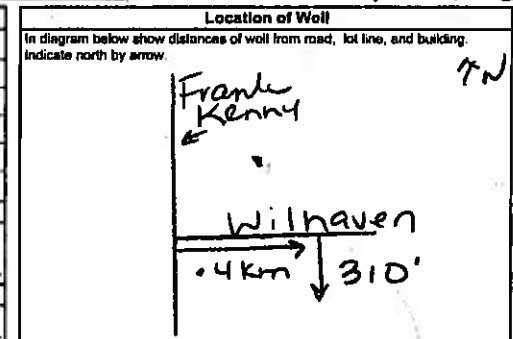 Location of Well
In diagram below show distances of well from road, lot line, and building.
Indicate north by arrow.
N
Frank
Kenny
Wilhaven
.4km
310'